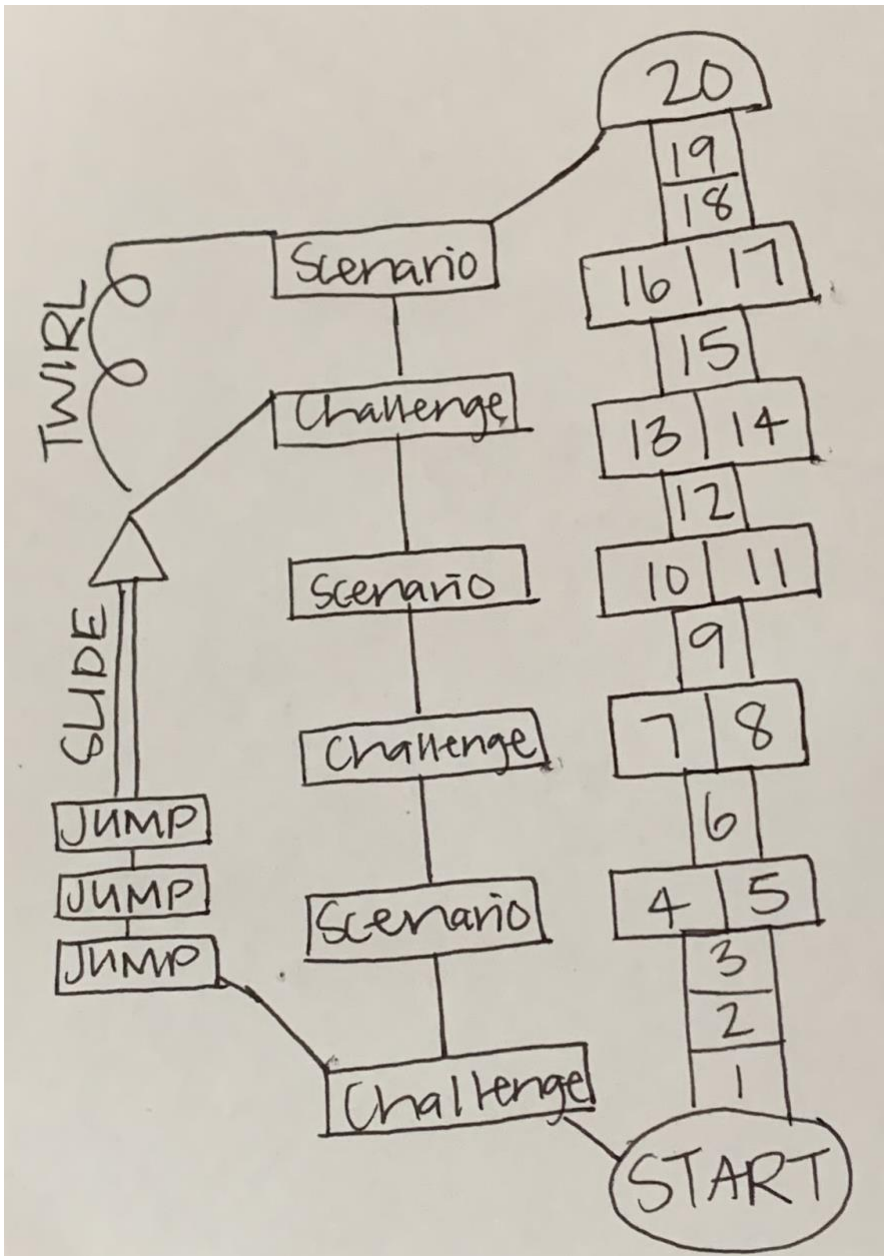 20
19
18
16 17
15
13 14
12
10 11
9
7 8
6
4 5
3
2
1
START
Scenario
Challenge
Scenario
Challenge
Scenario
Challenge
TWIRL
SLIDE
JUMP
JUMP
JUMP